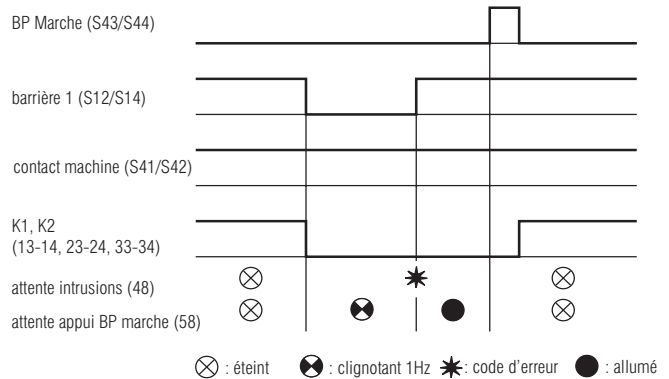 BP Marche (S43/S44)
barrière 1 (S12/S14)
contact machine (S41/S42)
K1, K2
(13-14, 23-24, 33-34)
attente intrusions (48)
attente appui BP marche (58)
: éteint : clignotant 1Hz : code d'erreur : allumé